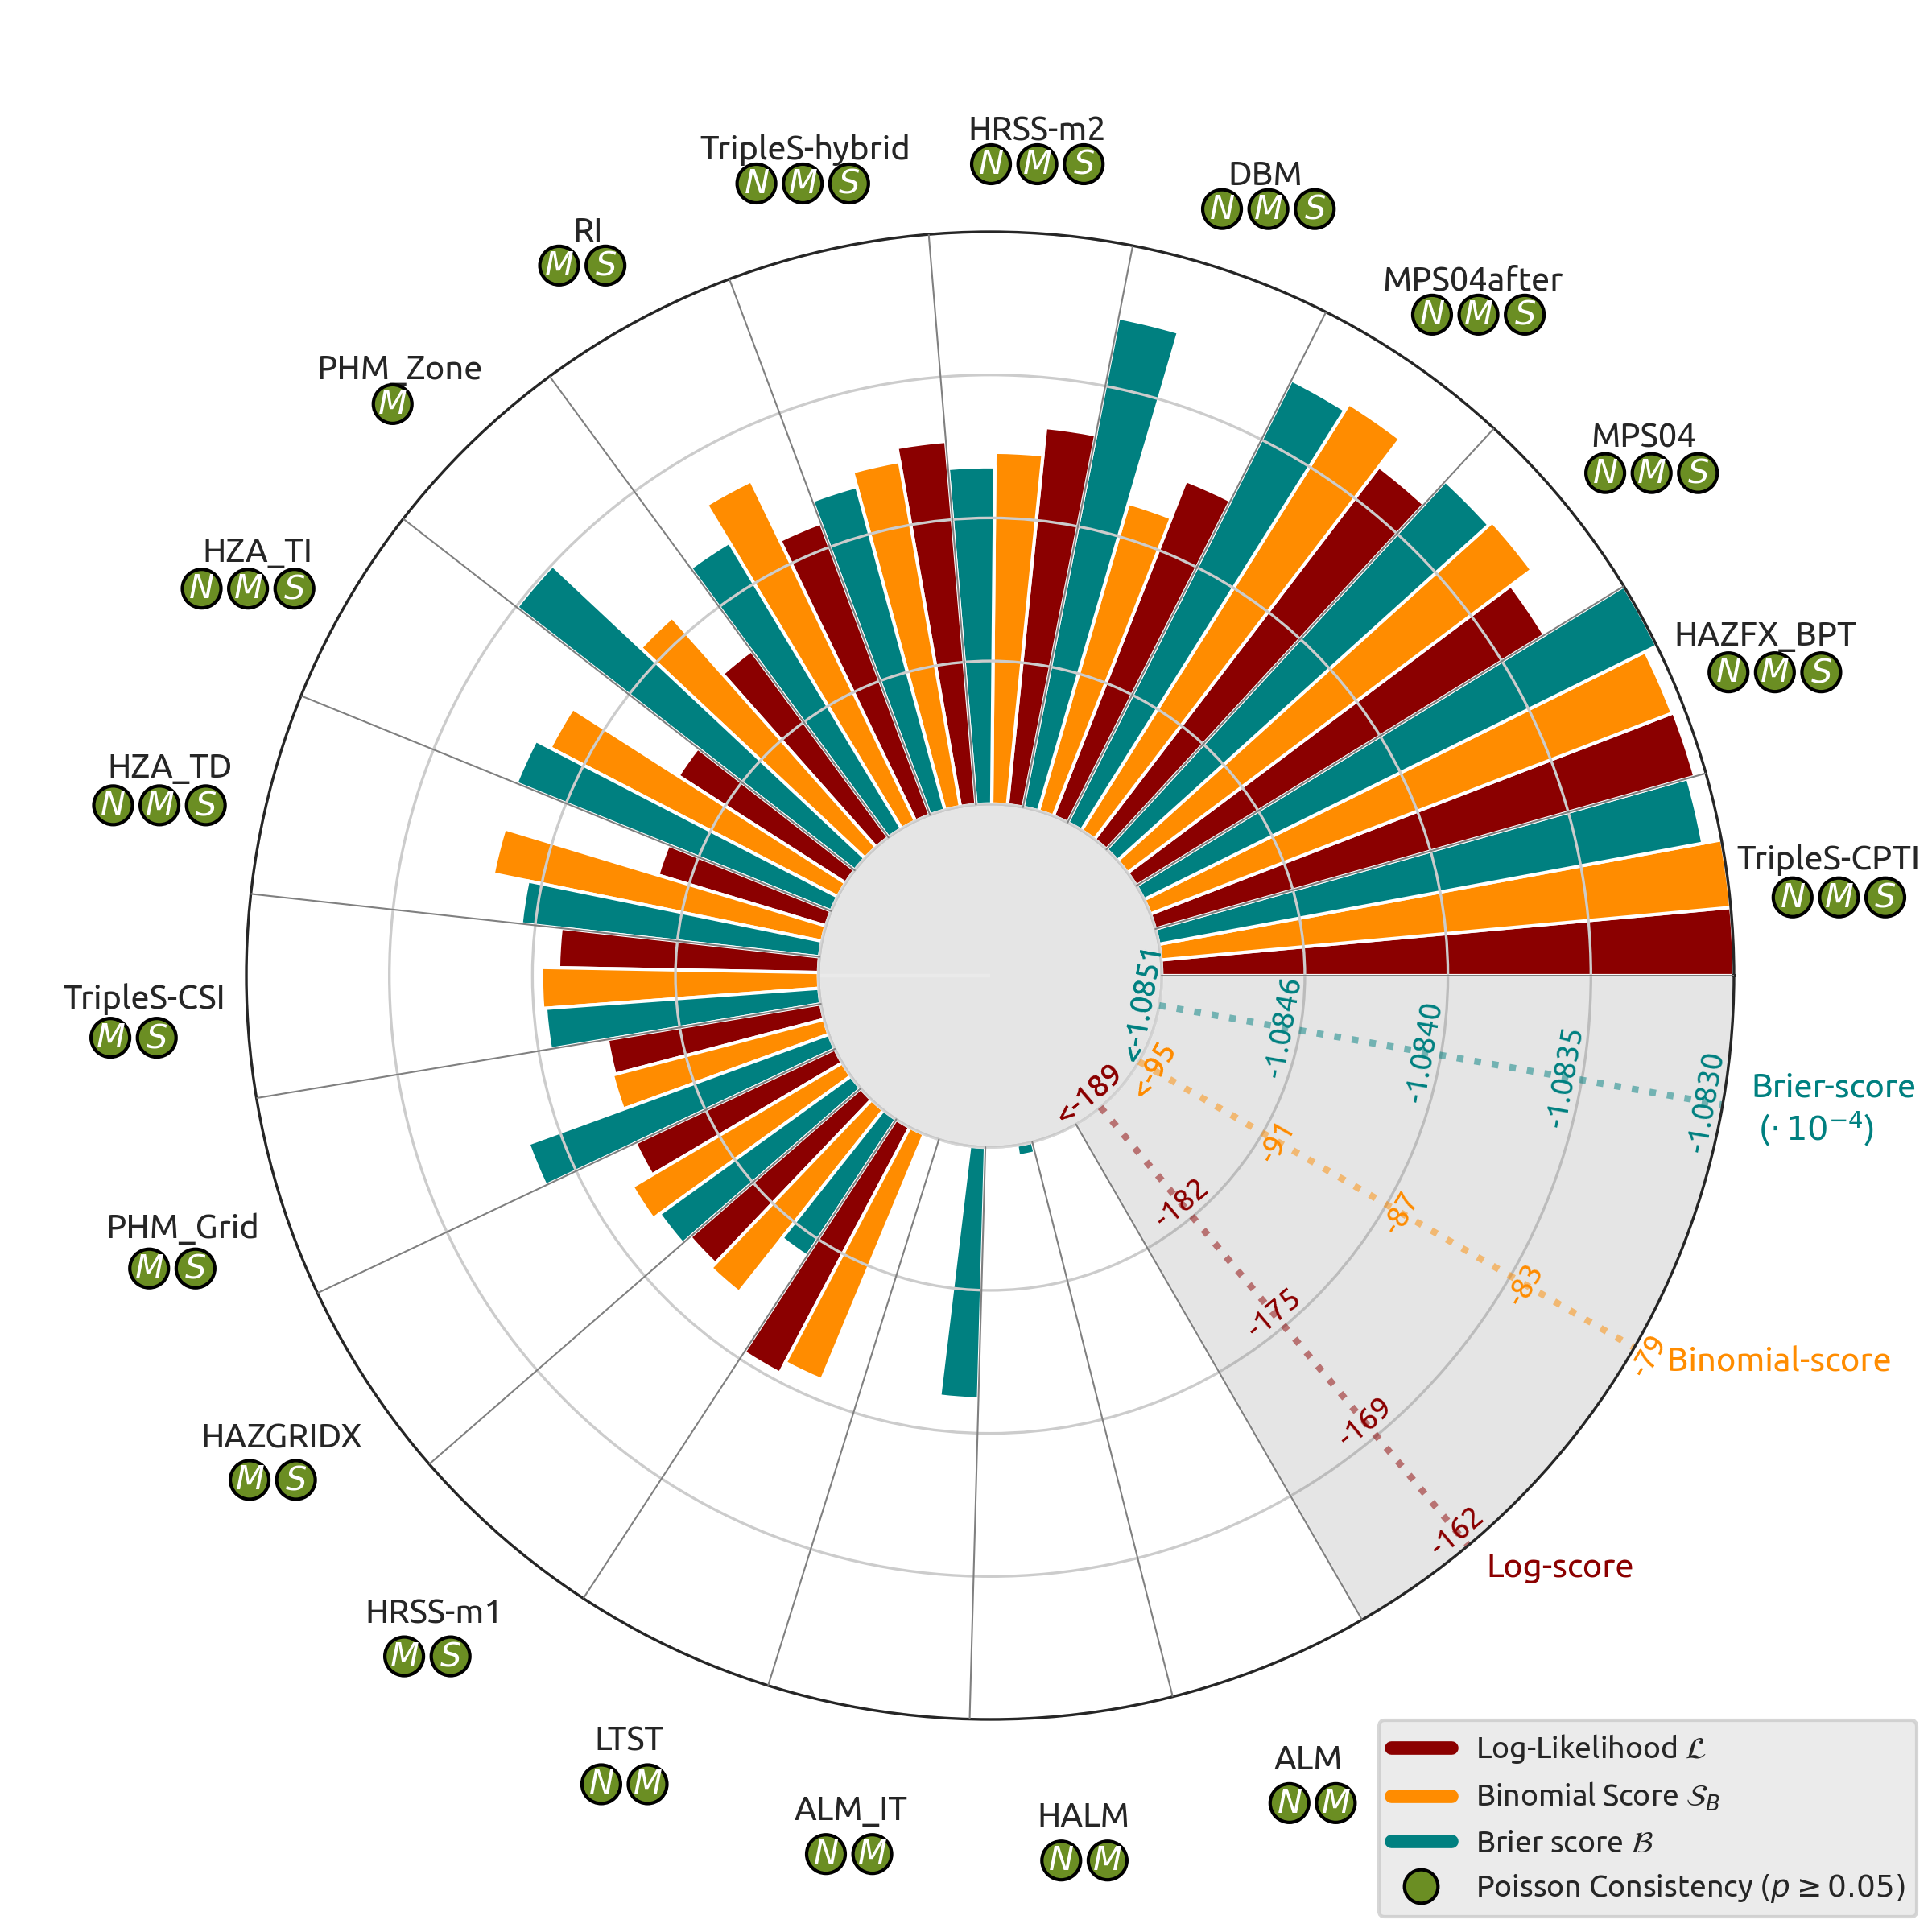 HRSS-m2
N M S
TripleS-hybrid
N M S
DBM
N M S
RI
M S
MPS04after
N M S
PHM_Zone
M
MPS04
N M S
HZA_TI
N M S
HAZFX_BPT
N M S
HZA_TD
N M S
TripleS-CPTI
N M S
TripleS-CSI
M S
<-1.0851
-1.0846
-1.0840
-1.0835
-1.0830
Brier-score
(· 10⁻⁴)
<-95
-91
-87
-83
-79
Binomial-score
<-189
-182
-175
-169
-162
Log-score
PHM_Grid
M S
HAZGRIDX
M S
HRSS-m1
M S
LTST
N M
ALM_IT
N M
HALM
N M
ALM
N M
Log-Likelihood ℒ
Binomial Score 𝒮_B
Brier score ℬ
Poisson Consistency (p ≥ 0.05)